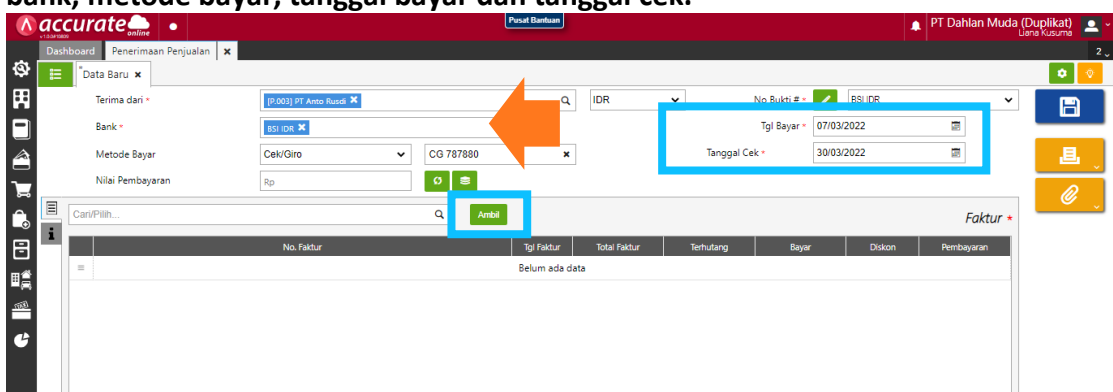 bank, metode bayar, tanggal bayar dan tanggal cek.
accurate online
Pusat Bantuan
PT Dahlan Muda (Duplikat)
Liana Kusuma
Dashboard Penerimaan Penjualan
2
Data Baru
Terima dari *
[P.003] PT Anto Rusdi
IDR
No Bukti # *
BSI IDR
Bank *
BSI IDR
Tgl Bayar *
07/03/2022
Metode Bayar
Cek/Giro
CG 787880
Tanggal Cek *
30/03/2022
Nilai Pembayaran
Rp
Cari/Pilih...
Ambil
Faktur *
No. Faktur Tgl Faktur Total Faktur Terhutang Bayar Diskon Pembayaran
Belum ada data